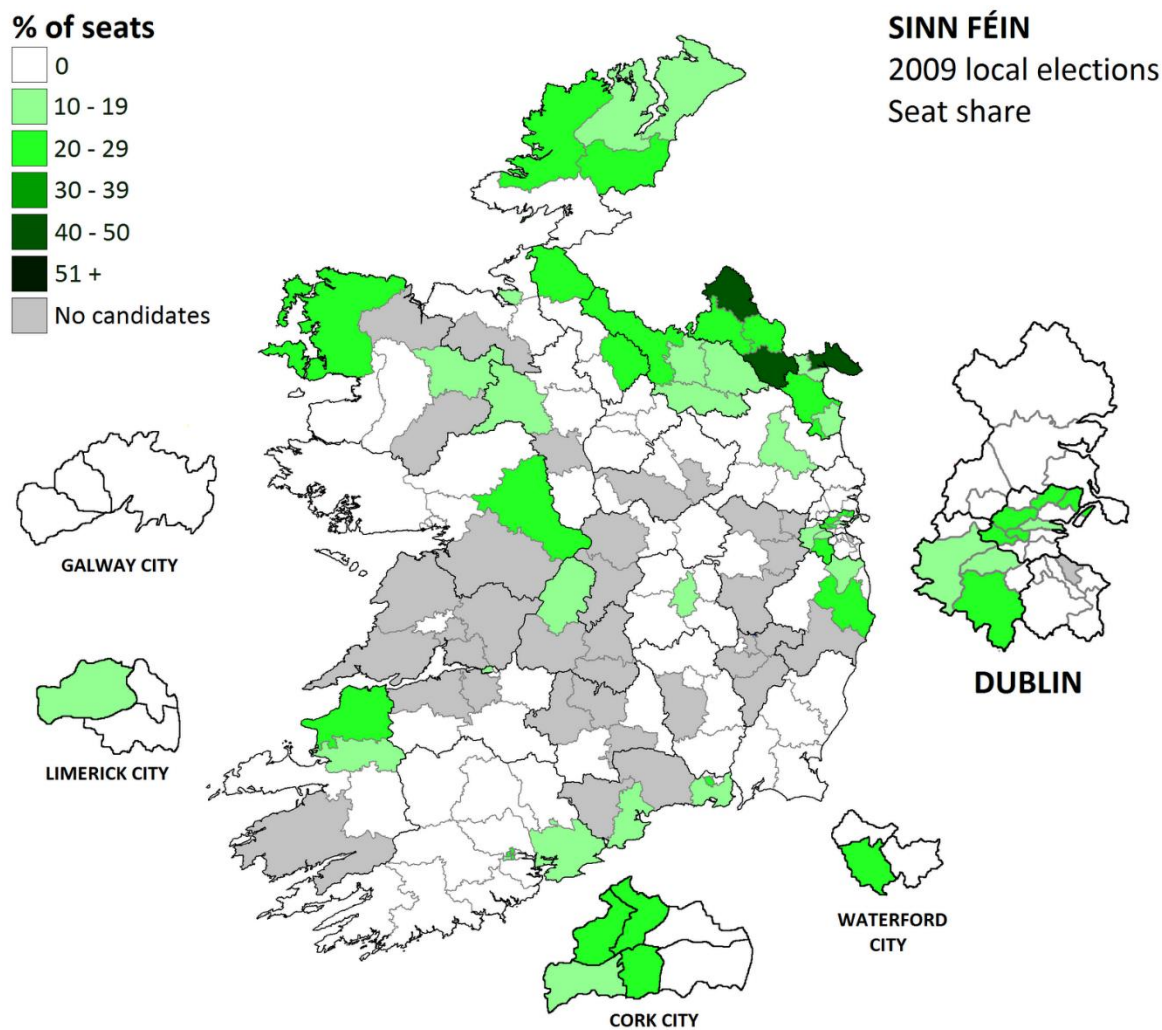 % of seats
0
10 - 19
20 - 29
30 - 39
40 - 50
51 +
No candidates
SINN FÉIN
2009 local elections
Seat share
GALWAY CITY
LIMERICK CITY
DUBLIN
WATERFORD
CITY
CORK CITY